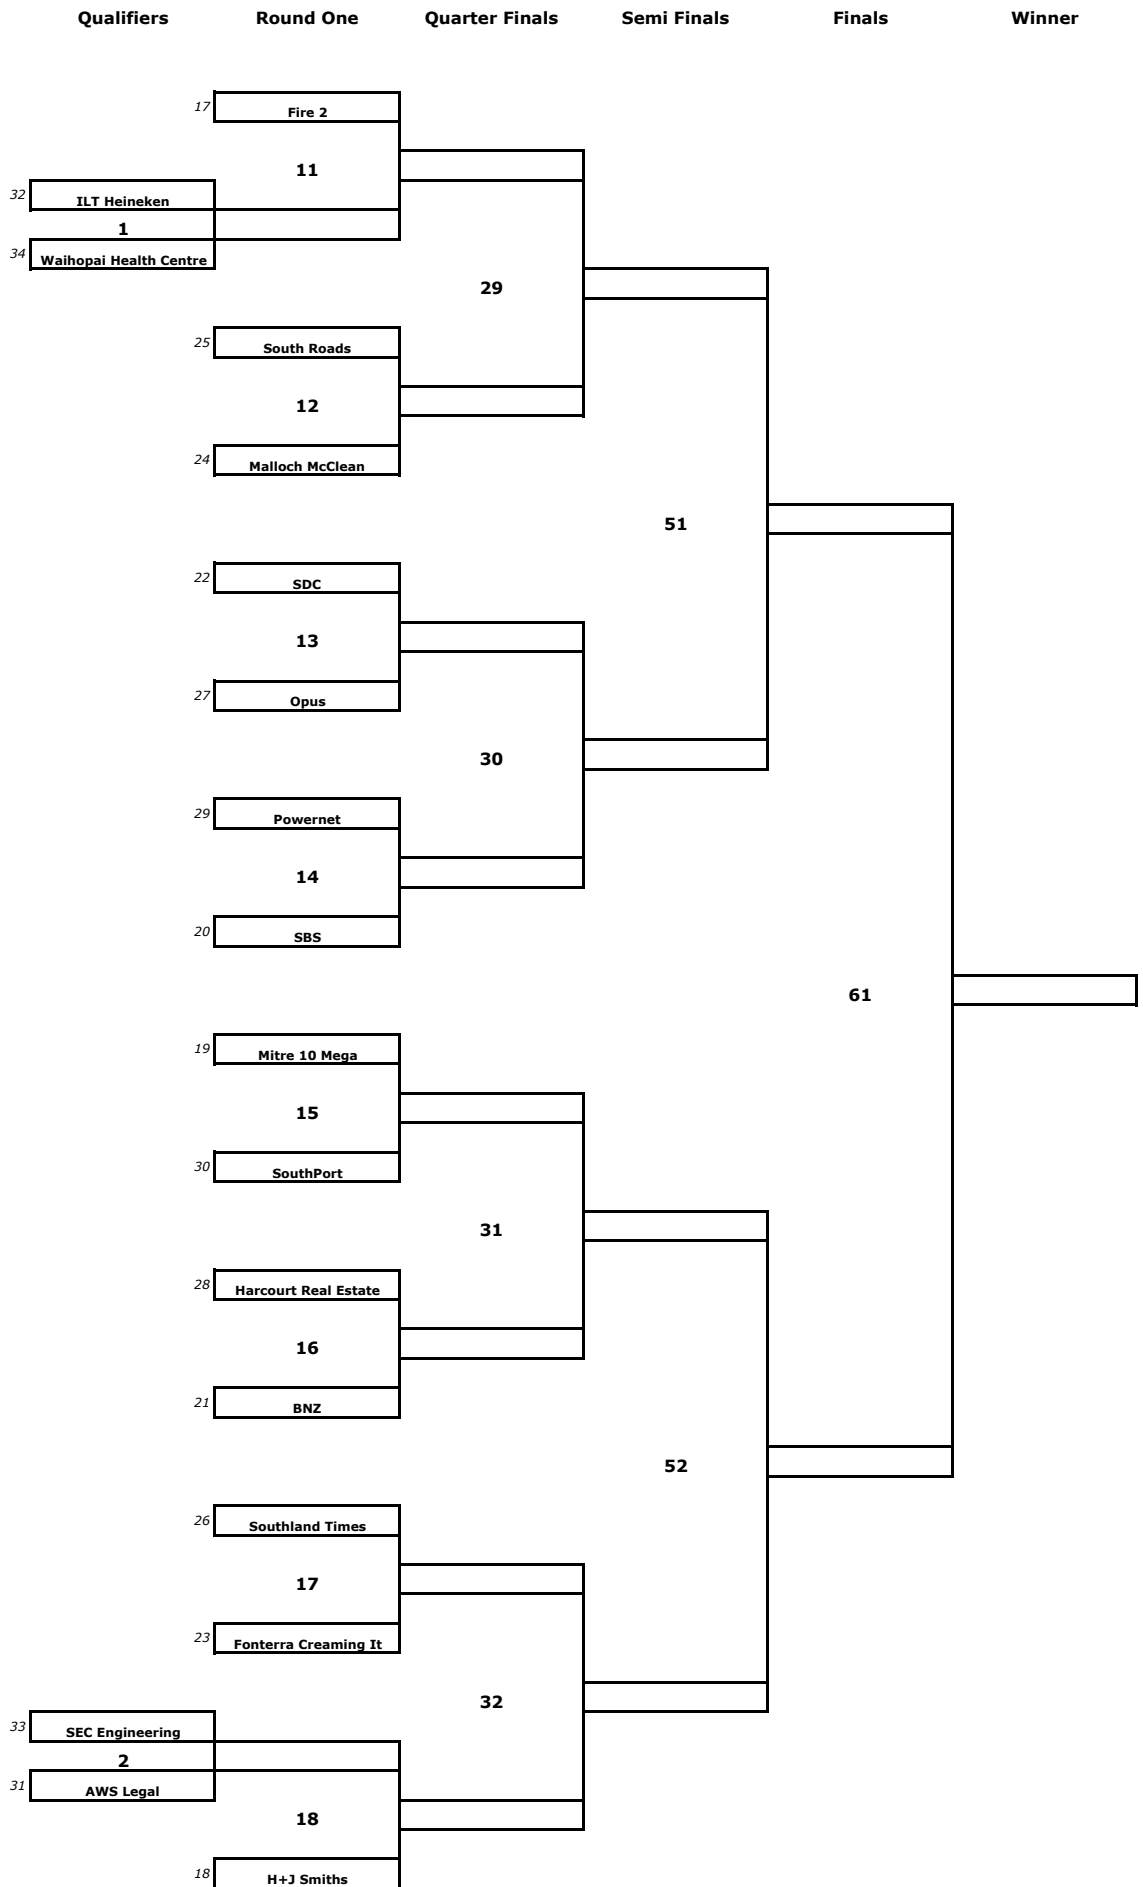 Qualifiers Round One Quarter Finals Semi Finals Finals Winner
17 Fire 2
11
32 ILT Heineken
1
34 Waihopai Health Centre
29
25 South Roads
12
24 Malloch McClean
51
22 SDC
13
27 Opus
30
29 Powernet
14
20 SBS
61
19 Mitre 10 Mega
15
30 SouthPort
31
28 Harcourt Real Estate
16
21 BNZ
52
26 Southland Times
17
23 Fonterra Creaming It
32
33 SEC Engineering
2
31 AWS Legal
18
18 H+J Smiths